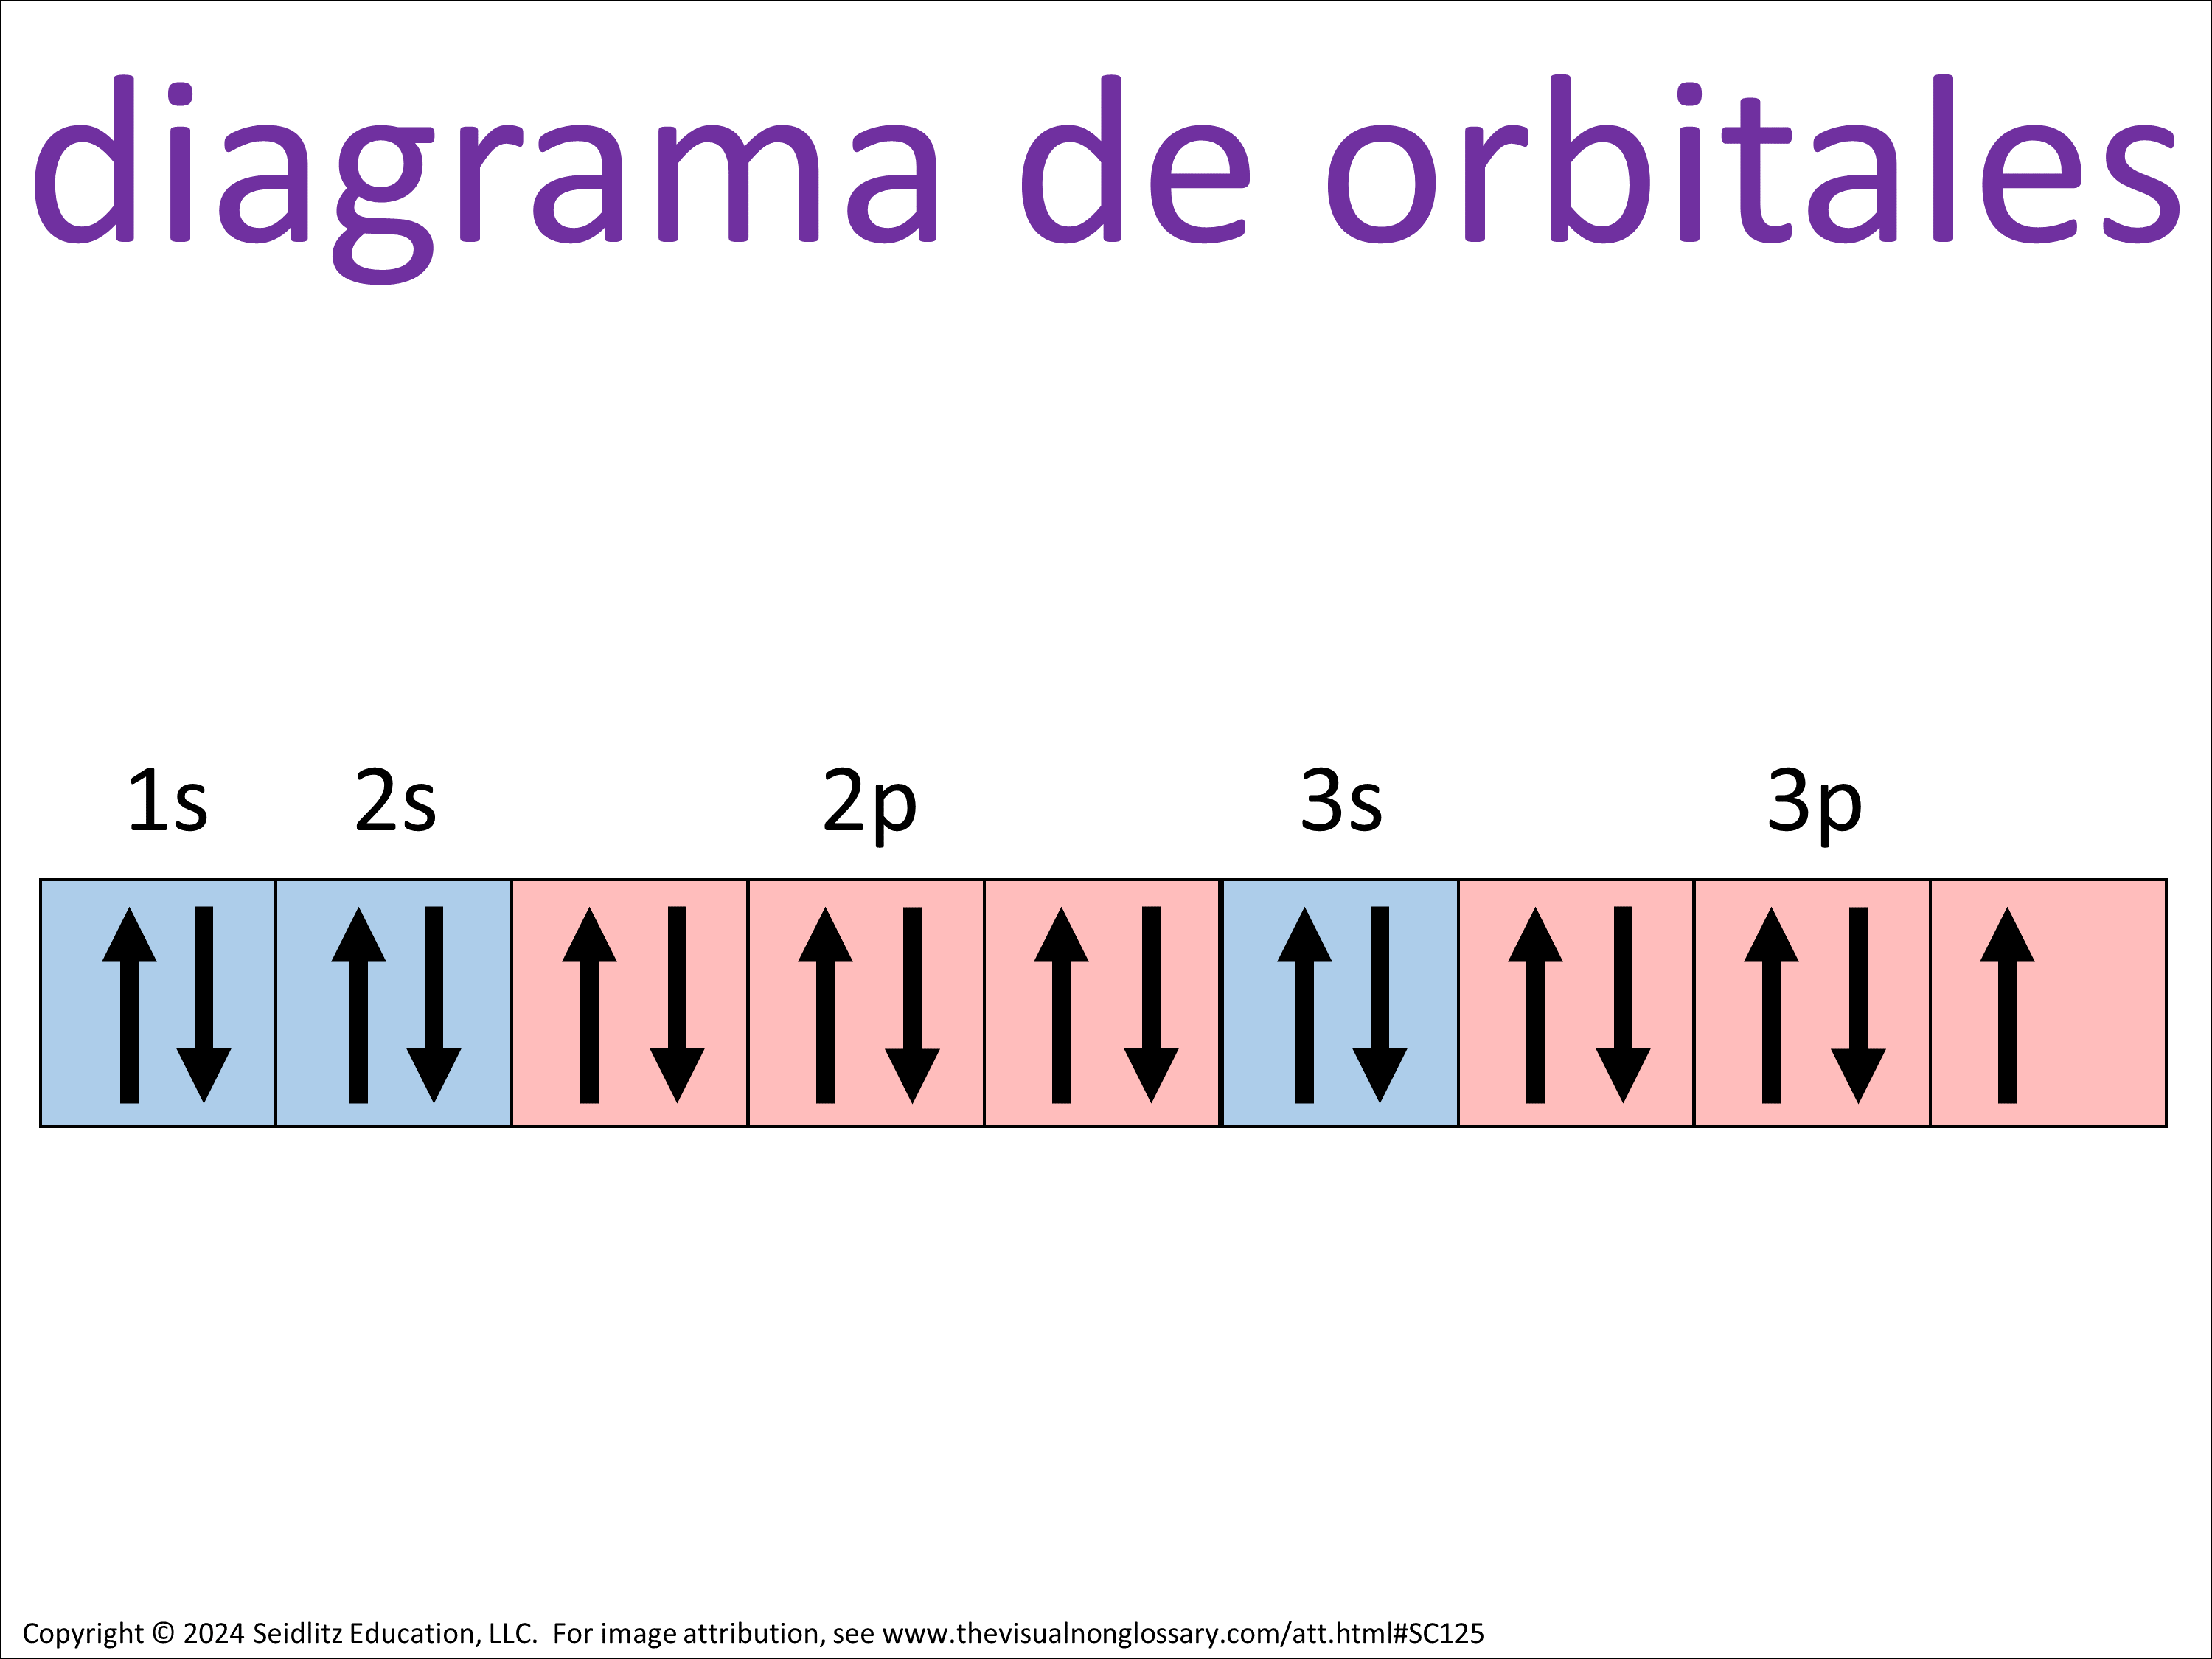 diagrama de orbitales
1s 2s 2p 3s 3p
Copyright © 2024 Seidlitz Education, LLC.  For image attribution, see www.thevisualnonglossary.com/att.html#SC125